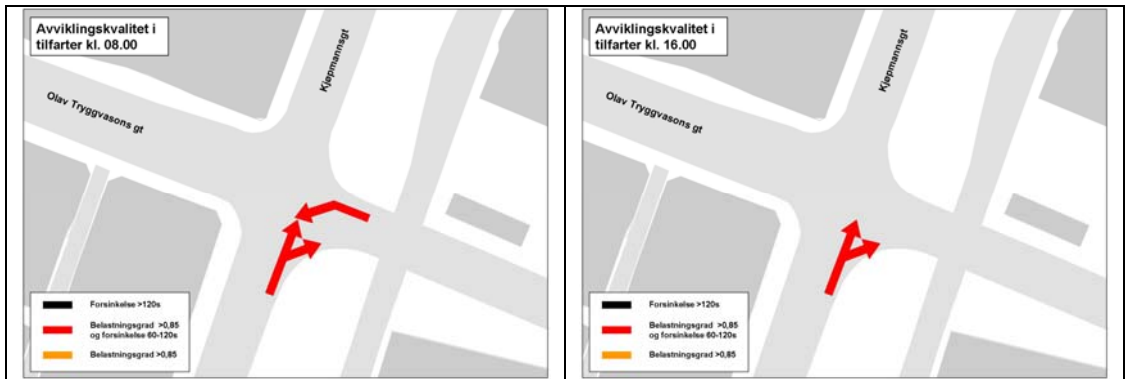 Avviklingskvalitet i
tilfarter kl. 08.00
Kjøpmannsgt
Olav Tryggvasons gt
Forsinkelse >120s
Belastningsgrad >0,85
og forsinkelse 60-120s
Belastningsgrad >0,85
Avviklingskvalitet i
tilfarter kl. 16.00
Kjøpmannsgt
Olav Tryggvasons gt
Forsinkelse >120s
Belastningsgrad >0,85
og forsinkelse 60-120s
Belastningsgrad >0,85